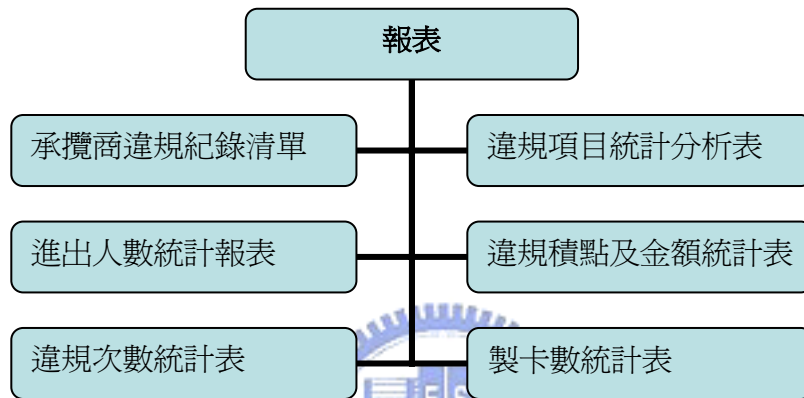 報表
承攬商違規紀錄清單
違規項目統計分析表
進出人數統計報表
違規積點及金額統計表
違規次數統計表
製卡數統計表